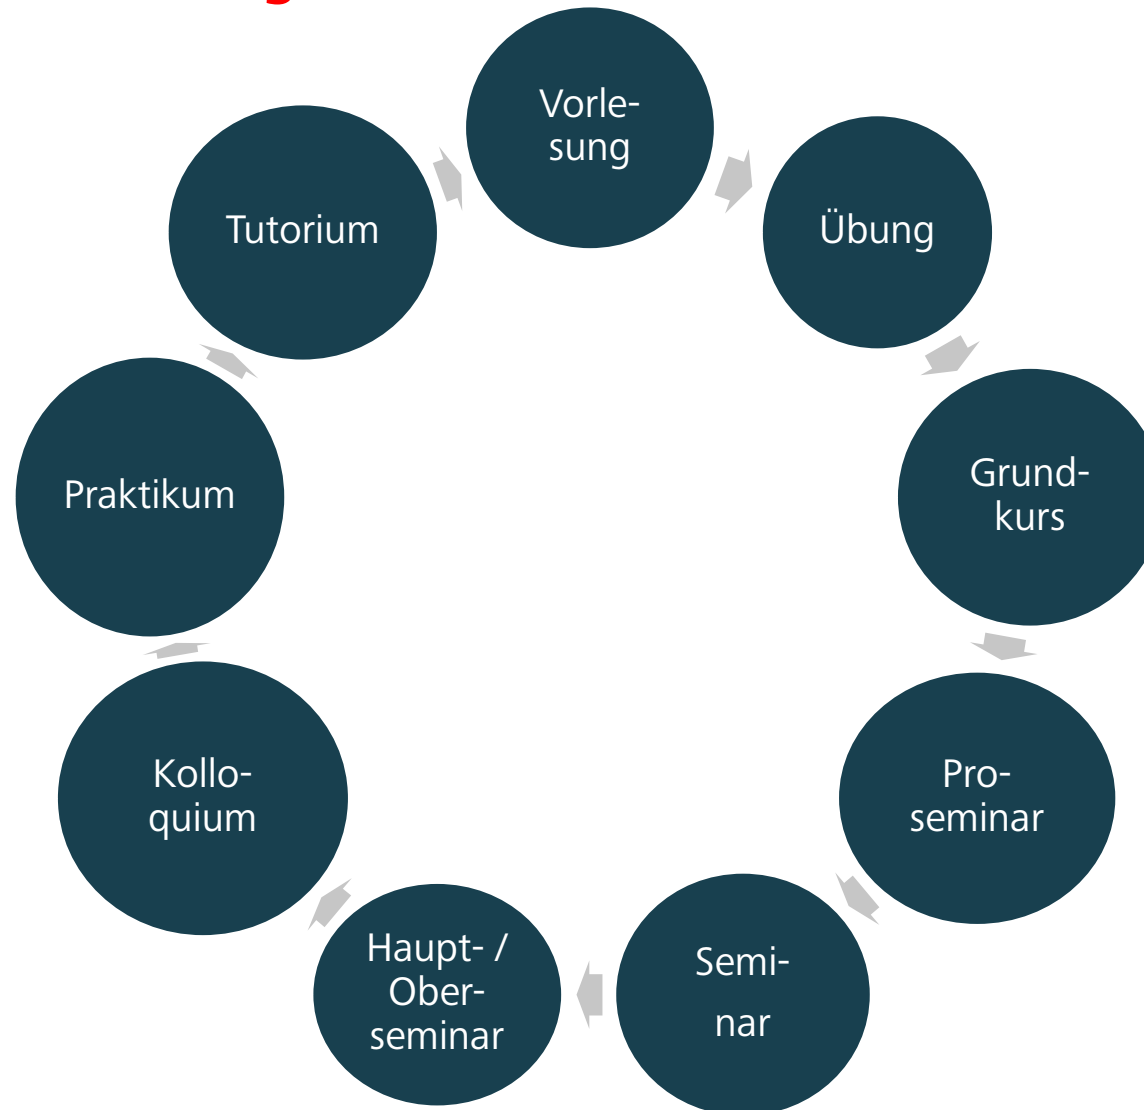 Vorle-
sung
Übung
Grund-
kurs
Pro-
seminar
Semi-
nar
Haupt- /
Ober-
seminar
Kollo-
quium
Praktikum
Tutorium